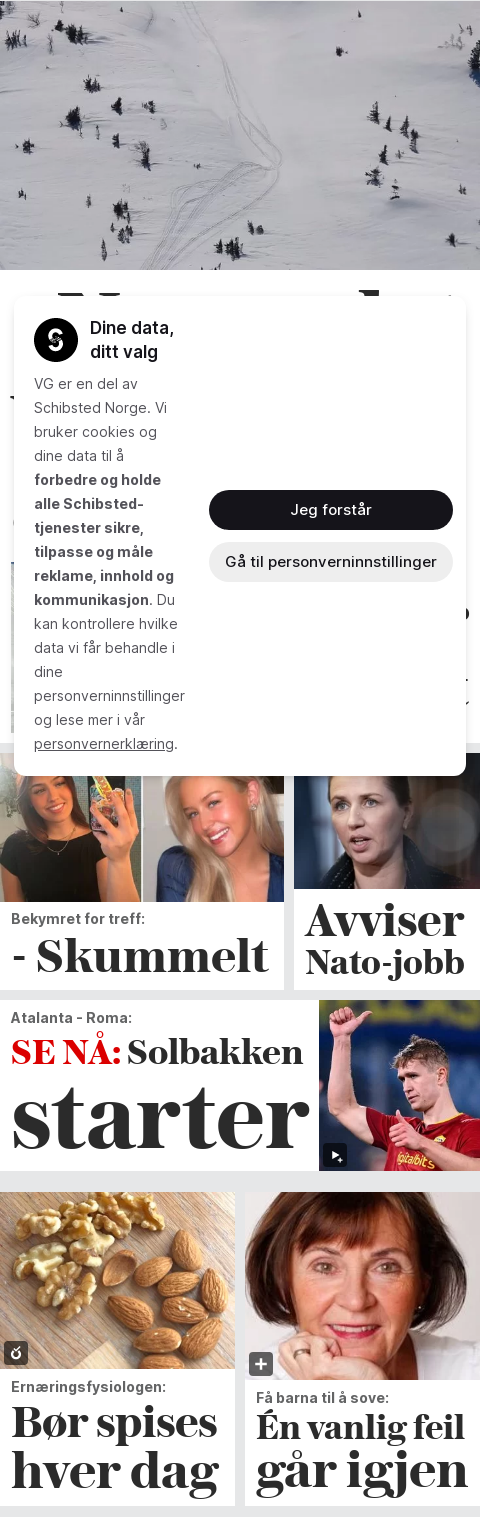 Dine data,
ditt valg
VG er en del av
Schibsted Norge. Vi
bruker cookies og
dine data til å
forbedre og holde
alle Schibsted-
tjenester sikre,
tilpasse og måle
reklame, innhold og
kommunikasjon. Du
kan kontrollere hvilke
data vi får behandle i
dine
personverninnstillinger
og lese mer i vår
personvernerklæring.
Jeg forstår
Gå til personverninnstillinger
Bekymret for treff:
- Skummelt
Avviser
Nato-jobb
Atalanta - Roma:
SE NÅ: Solbakken
starter
digitalbits
Ernæringsfysiologen:
Bør spises
hver dag
Få barna til å sove:
Én vanlig feil
går igjen